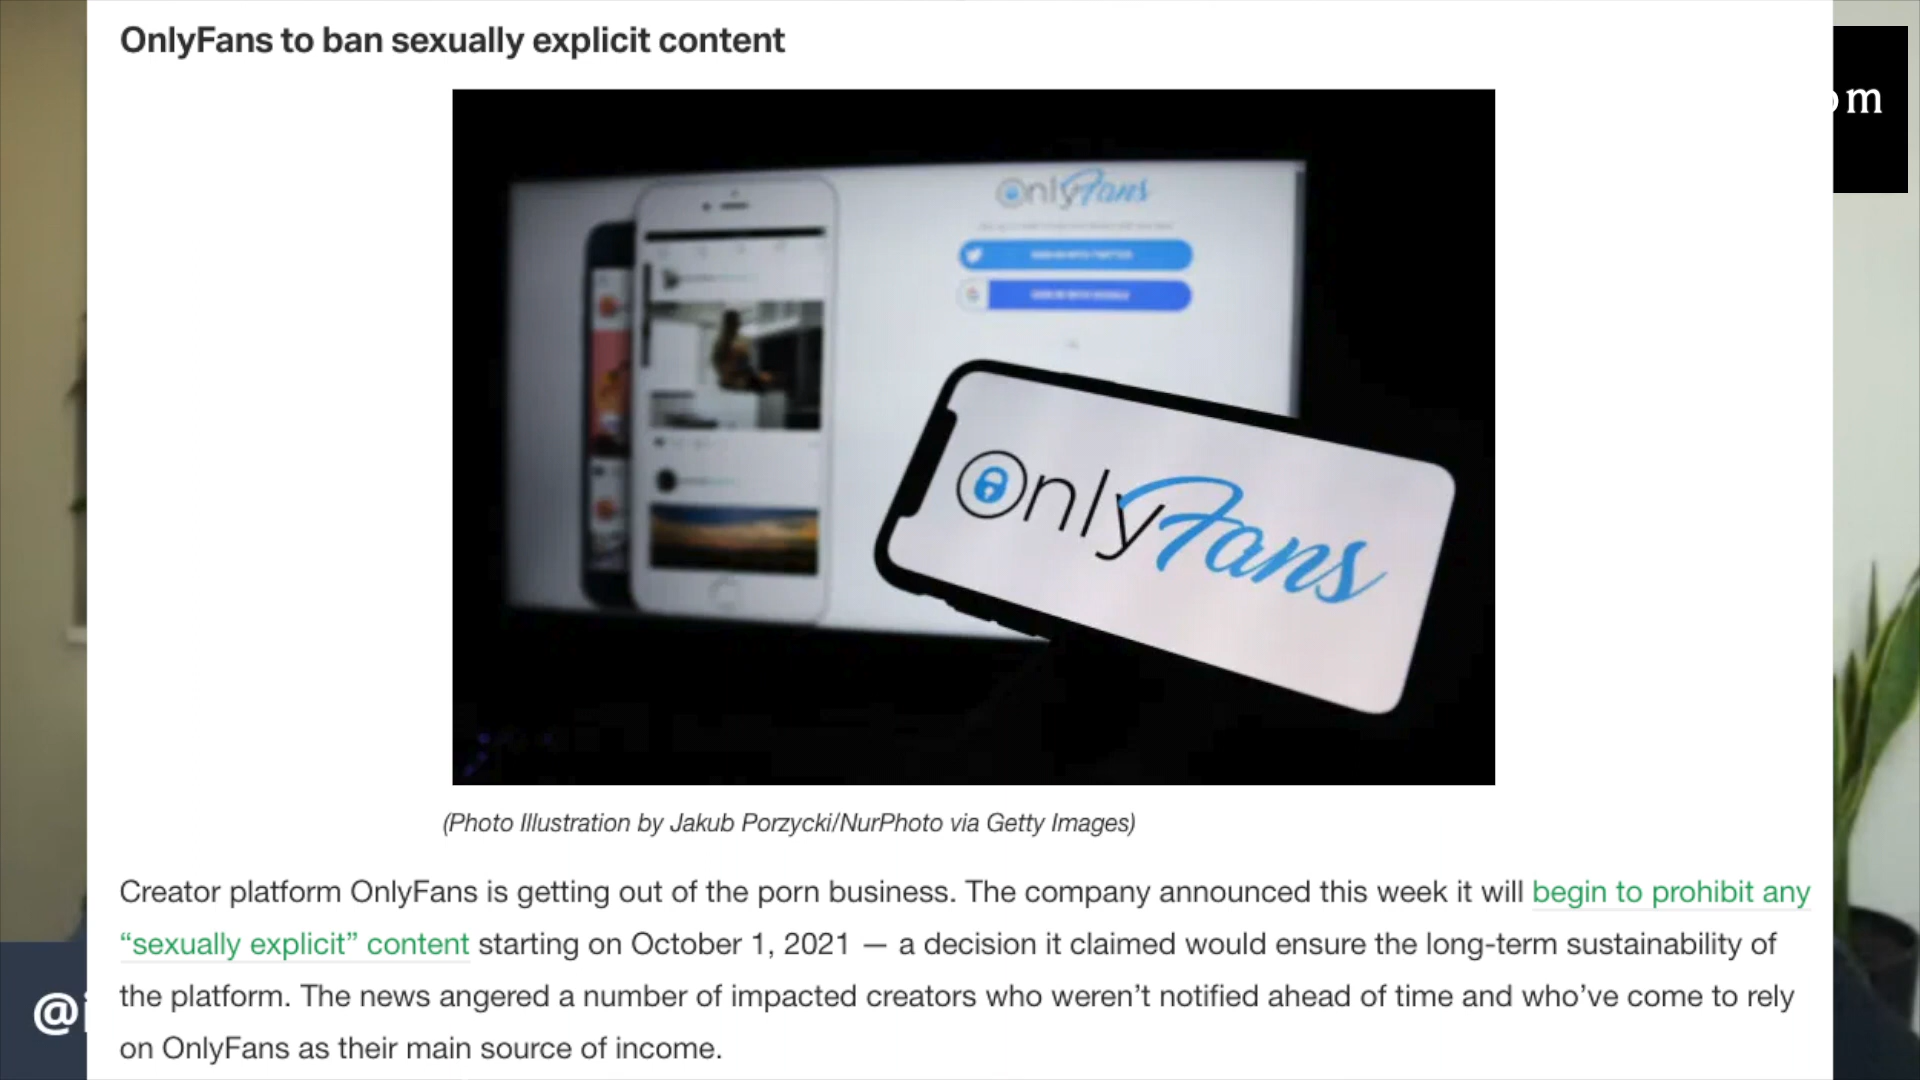 OnlyFans to ban sexually explicit content
om
OnlyFans
OnlyFans
(Photo Illustration by Jakub Porzycki/NurPhoto via Getty Images)
Creator platform OnlyFans is getting out of the porn business. The company announced this week it will begin to prohibit any
“sexually explicit” content starting on October 1, 2021 — a decision it claimed would ensure the long-term sustainability of
the platform. The news angered a number of impacted creators who weren’t notified ahead of time and who’ve come to rely
@
on OnlyFans as their main source of income.